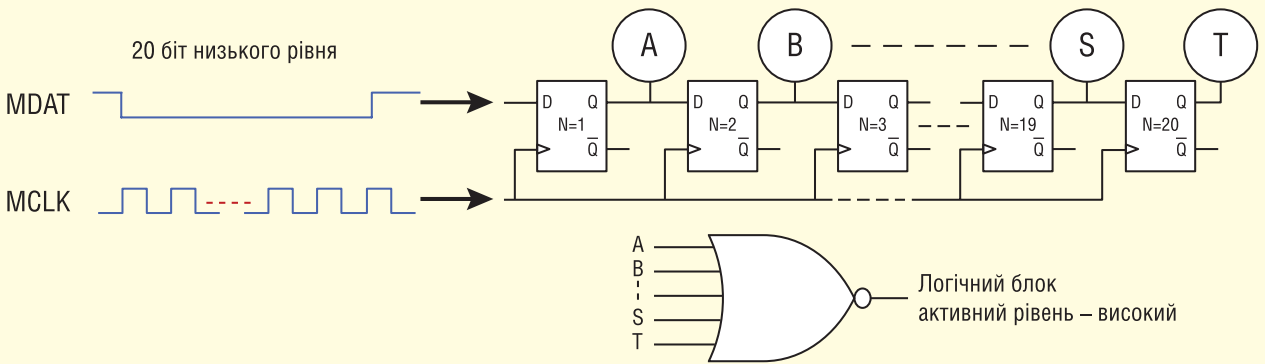 20 біт низького рівня
MDAT
MCLK
A
B
S
T
D Q
N=1
Q
D Q
N=2
Q
D Q
N=3
Q
D Q
N=19
Q
D Q
N=20
Q
A
B
S
T
Логічний блок
активний рівень – високий